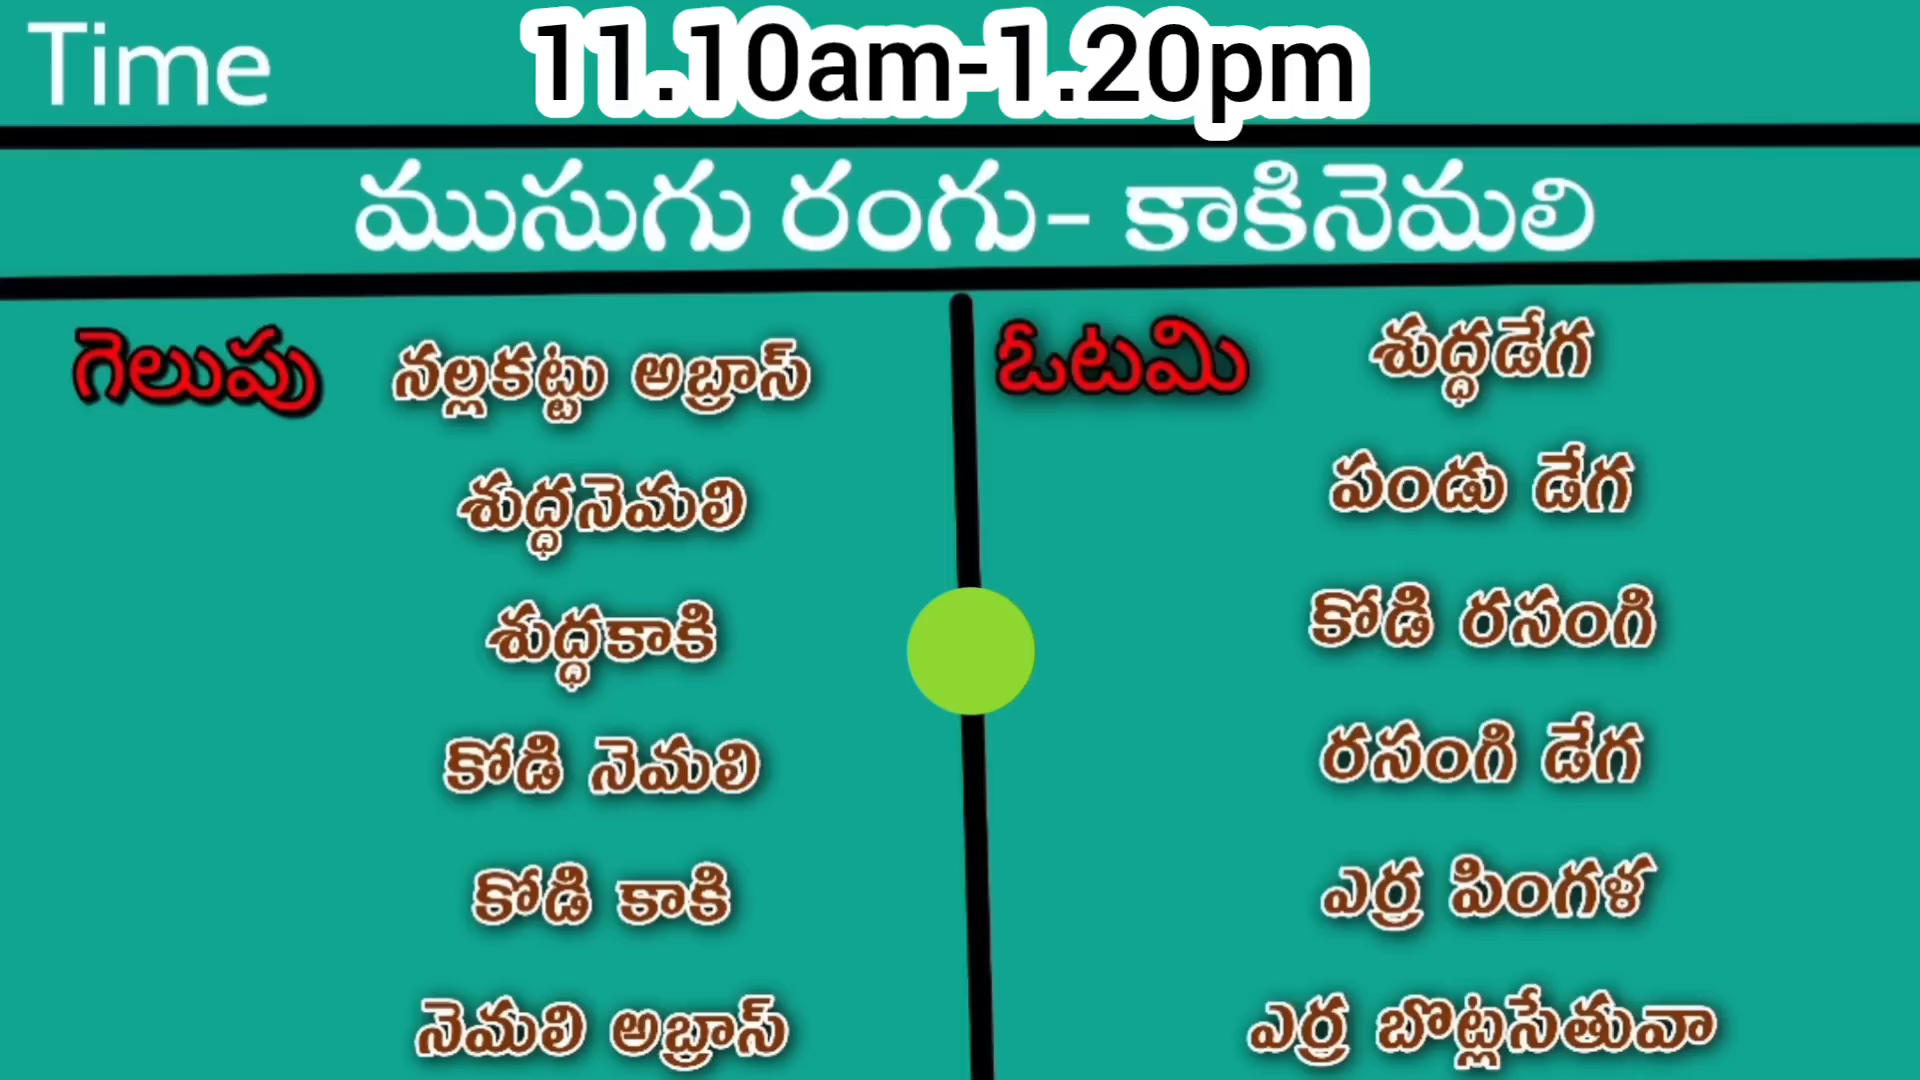 Time 11.10am-1.20pm
ముసుగు రంగు- కాకినెమలి
గెలుపు
నల్లకట్టు అబ్రాస్
శుద్ధనెమలి
శుద్ధకాకి
కోడి నెమలి
కోడి కాకి
నెమలి అబ్రాస్
ఓటమి
శుద్ధడేగ
పండు డేగ
కోడి రసంగి
రసంగి డేగ
ఎర్ర పింగళ
ఎర్ర బొట్లసేతువా